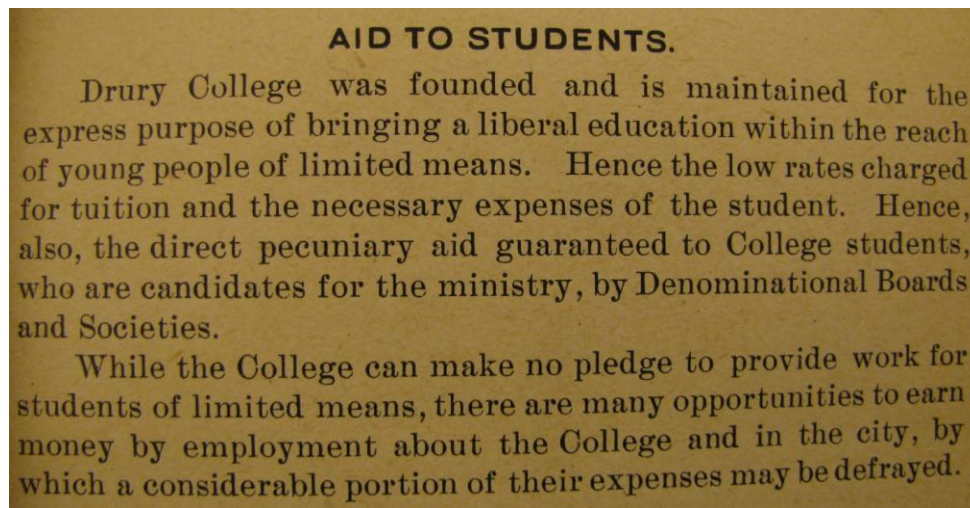 AID TO STUDENTS.
Drury College was founded and is maintained for the
express purpose of bringing a liberal education within the reach
of young people of limited means. Hence the low rates charged
for tuition and the necessary expenses of the student. Hence,
also, the direct pecuniary aid guaranteed to College students,
who are candidates for the ministry, by Denominational Boards
and Societies.
While the College can make no pledge to provide work for
students of limited means, there are many opportunities to earn
money by employment about the College and in the city, by
which a considerable portion of their expenses may be defrayed.